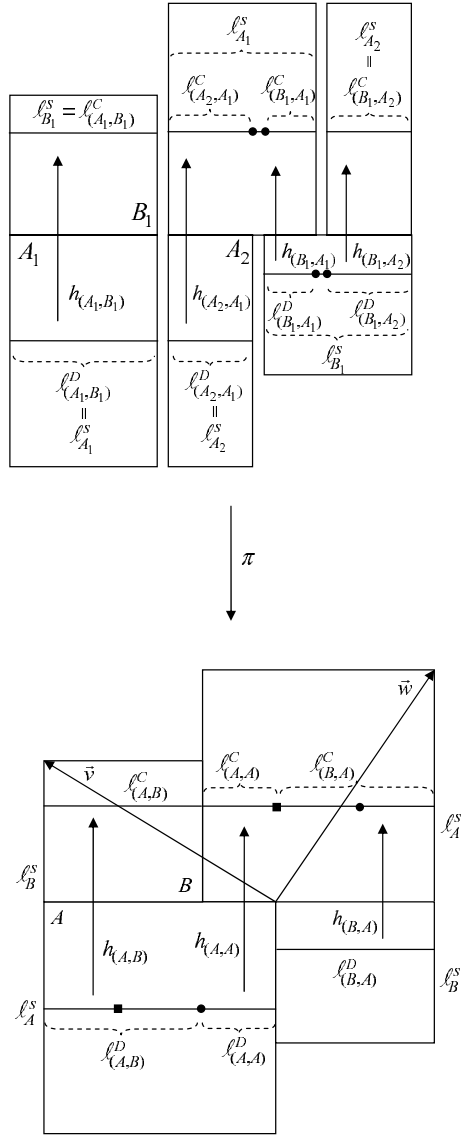 ℓ^s_{A_1}
ℓ^s_{A_2}
॥
ℓ^C_{(A_2,A_1)} ℓ^C_{(B_1,A_1)} ℓ^C_{(B_1,A_2)}
ℓ^s_{B_1} = ℓ^C_{(A_1,B_1)}
B_1
A_1 A_2 h_{(B_1,A_1)} h_{(B_1,A_2)}
h_{(A_1,B_1)} h_{(A_2,A_1)}
ℓ^D_{(B_1,A_1)} ℓ^D_{(B_1,A_2)}
ℓ^s_{B_1}
ℓ^D_{(A_1,B_1)} ℓ^D_{(A_2,A_1)}
॥ ॥
ℓ^s_{A_1} ℓ^s_{A_2}
π
\vec{w}
\vec{v}
ℓ^C_{(A,B)} ℓ^C_{(A,A)} ℓ^C_{(B,A)}
ℓ^s_A
ℓ^s_B B
A h_{(B,A)}
h_{(A,B)} h_{(A,A)}
ℓ^D_{(B,A)} ℓ^s_B
ℓ^s_A
ℓ^D_{(A,B)} ℓ^D_{(A,A)}